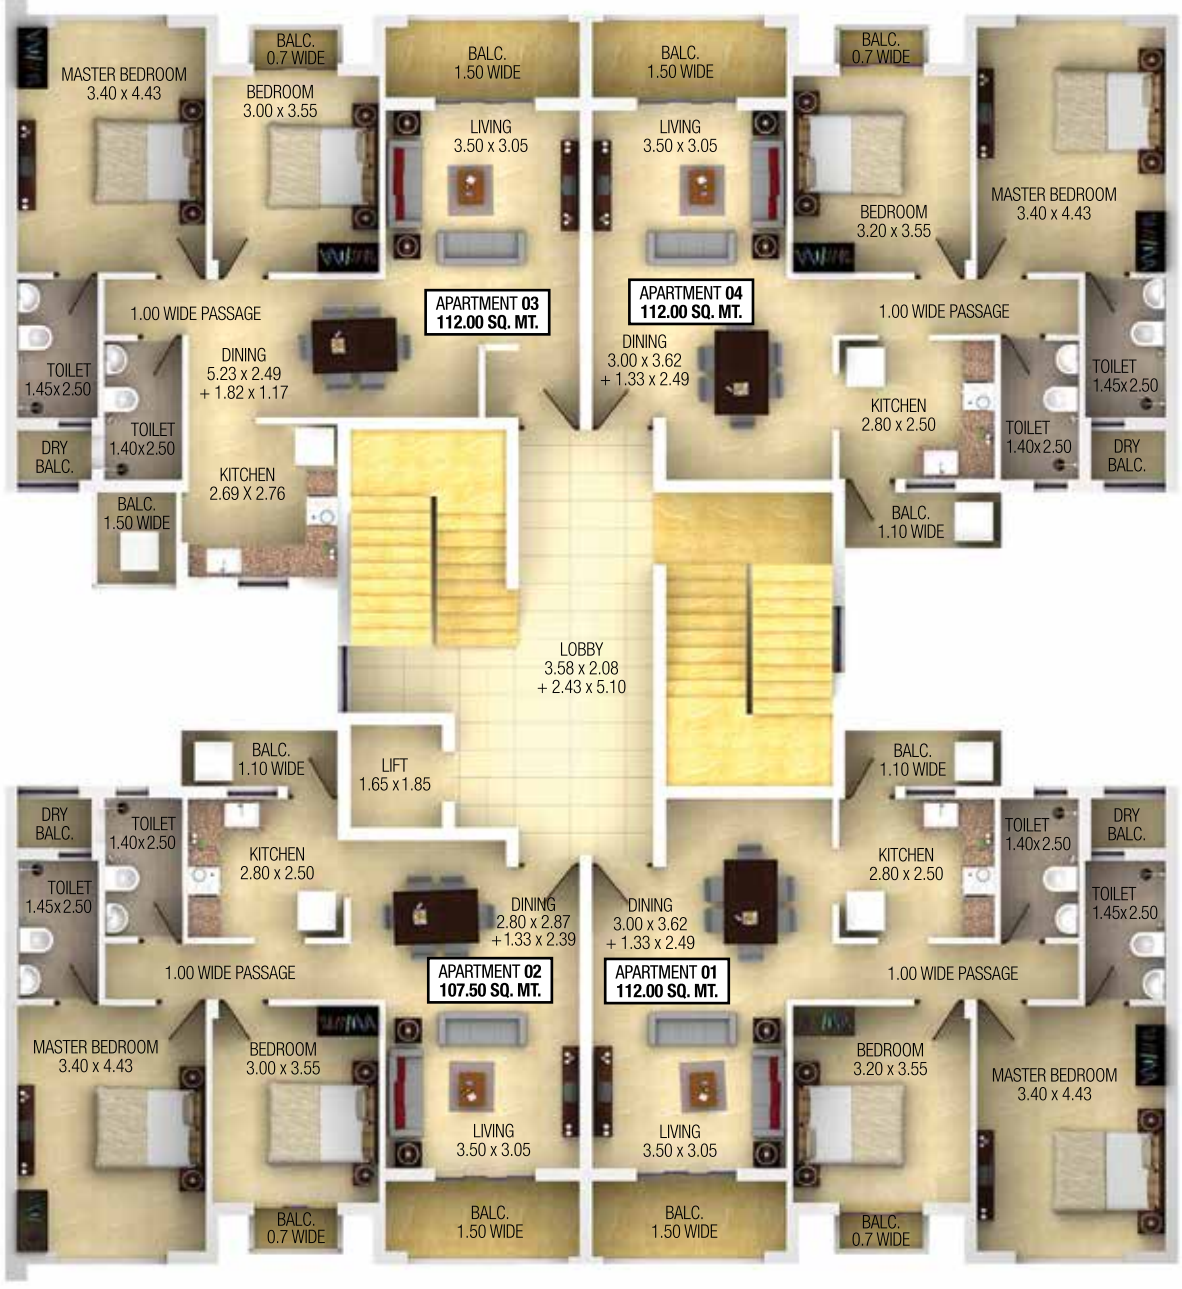 BALC.
0.7 WIDE
BALC.
1.50 WIDE
BALC.
1.50 WIDE
BALC.
0.7 WIDE
MASTER BEDROOM
3.40 x 4.43
BEDROOM
3.00 x 3.55
LIVING
3.50 x 3.05
LIVING
3.50 x 3.05
BEDROOM
3.20 x 3.55
MASTER BEDROOM
3.40 x 4.43
APARTMENT 03
112.00 SQ. MT.
APARTMENT 04
112.00 SQ. MT.
1.00 WIDE PASSAGE
1.00 WIDE PASSAGE
TOILET
1.45x2.50
DINING
5.23 x 2.49
+ 1.82 x 1.17
DINING
3.00 x 3.62
+ 1.33 x 2.49
TOILET
1.45x2.50
KITCHEN
2.80 x 2.50
TOILET
1.40x2.50
TOILET
1.40x2.50
DRY
BALC.
DRY
BALC.
KITCHEN
2.69 X 2.76
BALC.
1.50 WIDE
BALC.
1.10 WIDE
LOBBY
3.58 x 2.08
+ 2.43 x 5.10
BALC.
1.10 WIDE
LIFT
1.65 x1.85
BALC.
1.10 WIDE
DRY
BALC.
TOILET
1.40x2.50
TOILET
1.40x2.50
DRY
BALC.
KITCHEN
2.80 x 2.50
KITCHEN
2.80 x 2.50
TOILET
1.45x2.50
TOILET
1.45x2.50
DINING
2.80 x 2.87
+1.33 x 2.39
DINING
3.00 x 3.62
+ 1.33 x 2.49
1.00 WIDE PASSAGE
APARTMENT 02
107.50 SQ. MT.
APARTMENT 01
112.00 SQ. MT.
1.00 WIDE PASSAGE
MASTER BEDROOM
3.40 x 4.43
BEDROOM
3.00 x 3.55
BEDROOM
3.20 x 3.55
MASTER BEDROOM
3.40 x 4.43
LIVING
3.50 x 3.05
LIVING
3.50 x 3.05
BALC.
0.7 WIDE
BALC.
1.50 WIDE
BALC.
1.50 WIDE
BALC.
0.7 WIDE